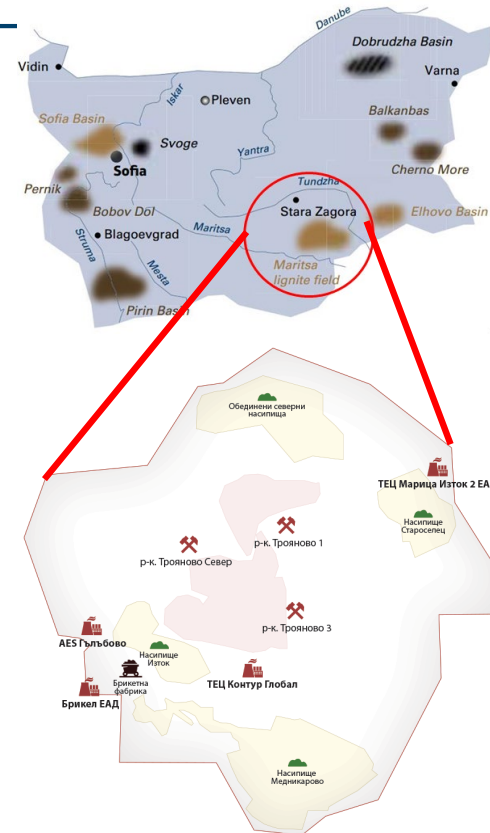 Danube
Dobrudzha Basin
Vidin
Varna
Iskar
Pleven
Balkanbas
Sofia Basin
Svoge
Yantra
Sofia
Cherno More
Pernik
Tundzha
Bobov Dol
Stara Zagora
Elhovo Basin
Maritsa
Blagoevgrad
Struma
Mesta
Maritsa
lignite field
Pirin Basin
Обединени северни
насипища
ТЕЦ Марица Изток 2 ЕА
Насипище
Староселец
р-к. Трояново 1
р-к. Трояново Север
р-к. Трояново 3
AES Гълъбово
Насипище
Изток
Брикетна
фабрика
ТЕЦ Контур Глобал
Брикел ЕАД
Насипище
Медникарово